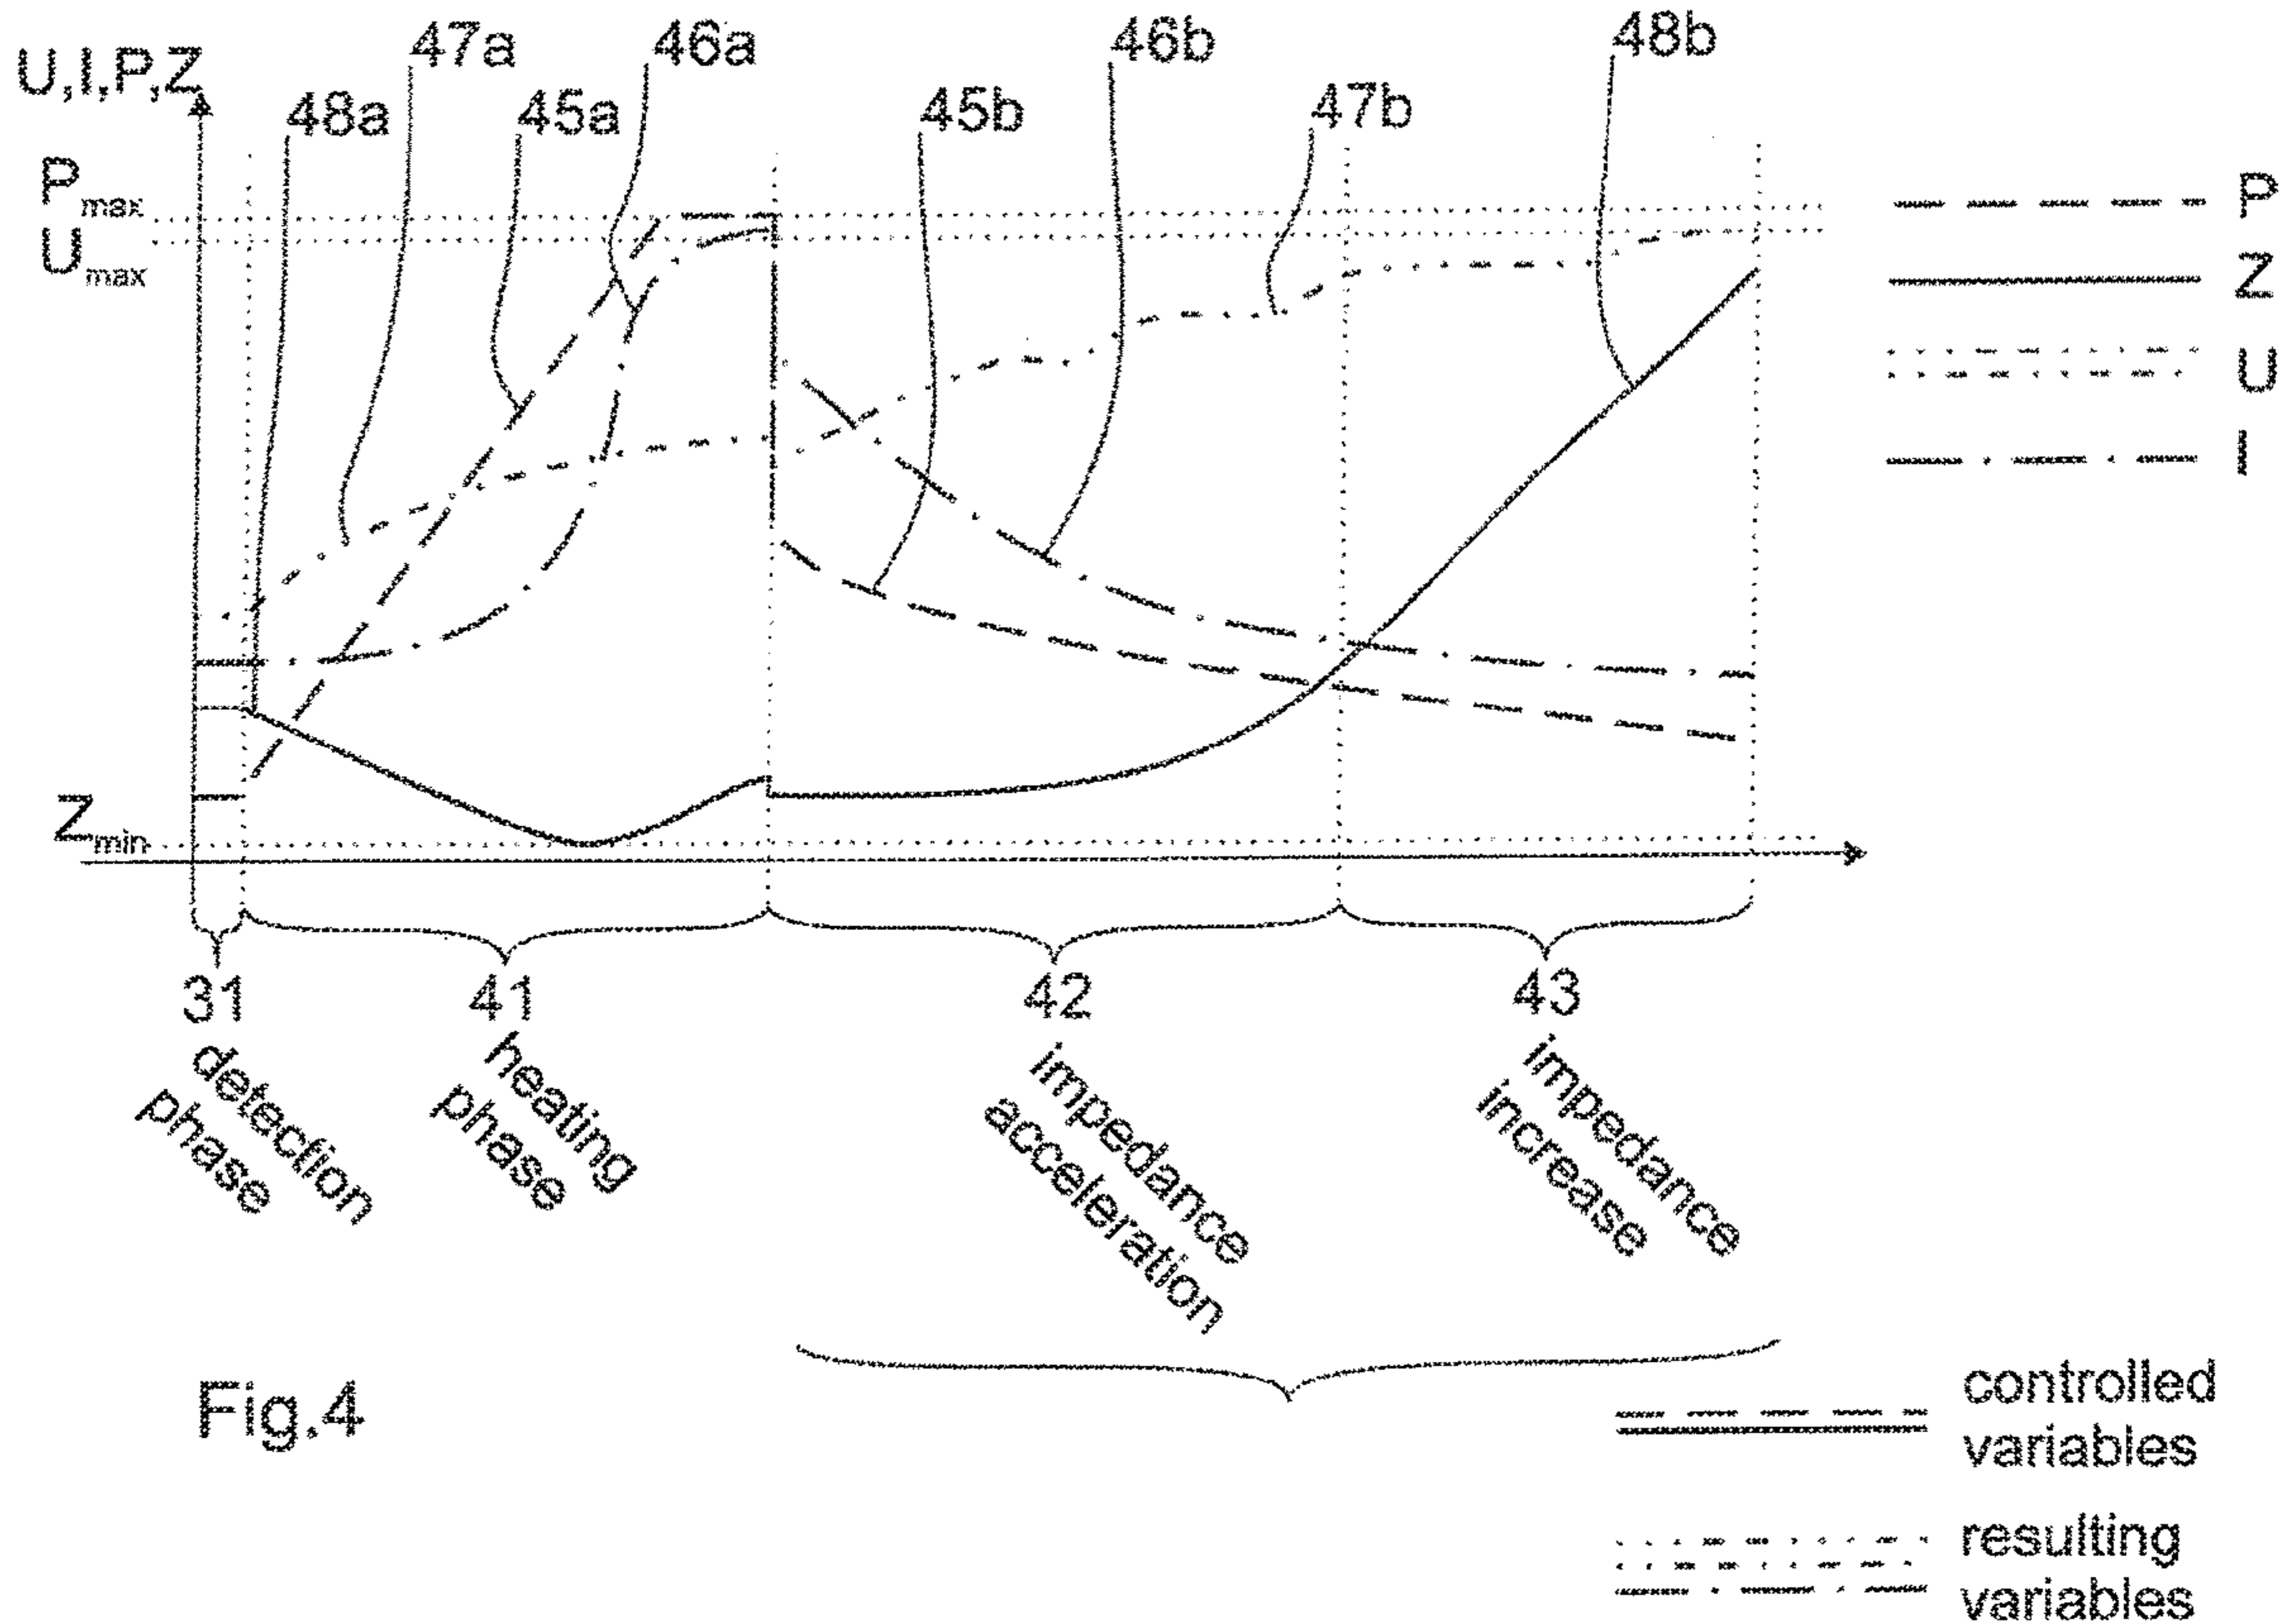 47a
46a
46b
48b
U,I,P,Z
48a
45a
45b
47b
Pmax
Umax
P
Z
U
I
Zmin
31
41
42
43
detection
phase
heating
phase
impedance
acceleration
impedance
increase
Fig.4
controlled
variables
resulting
variables